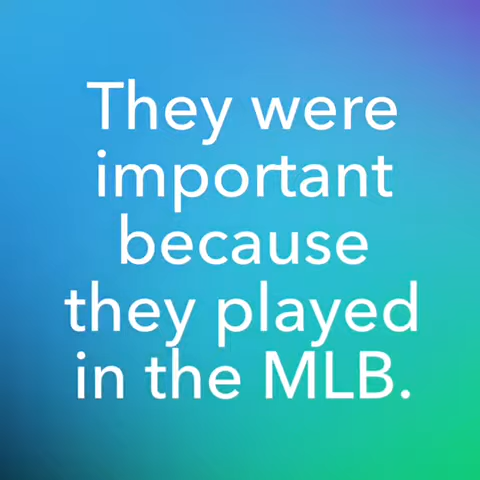 They were
important
because
they played
in the MLB.